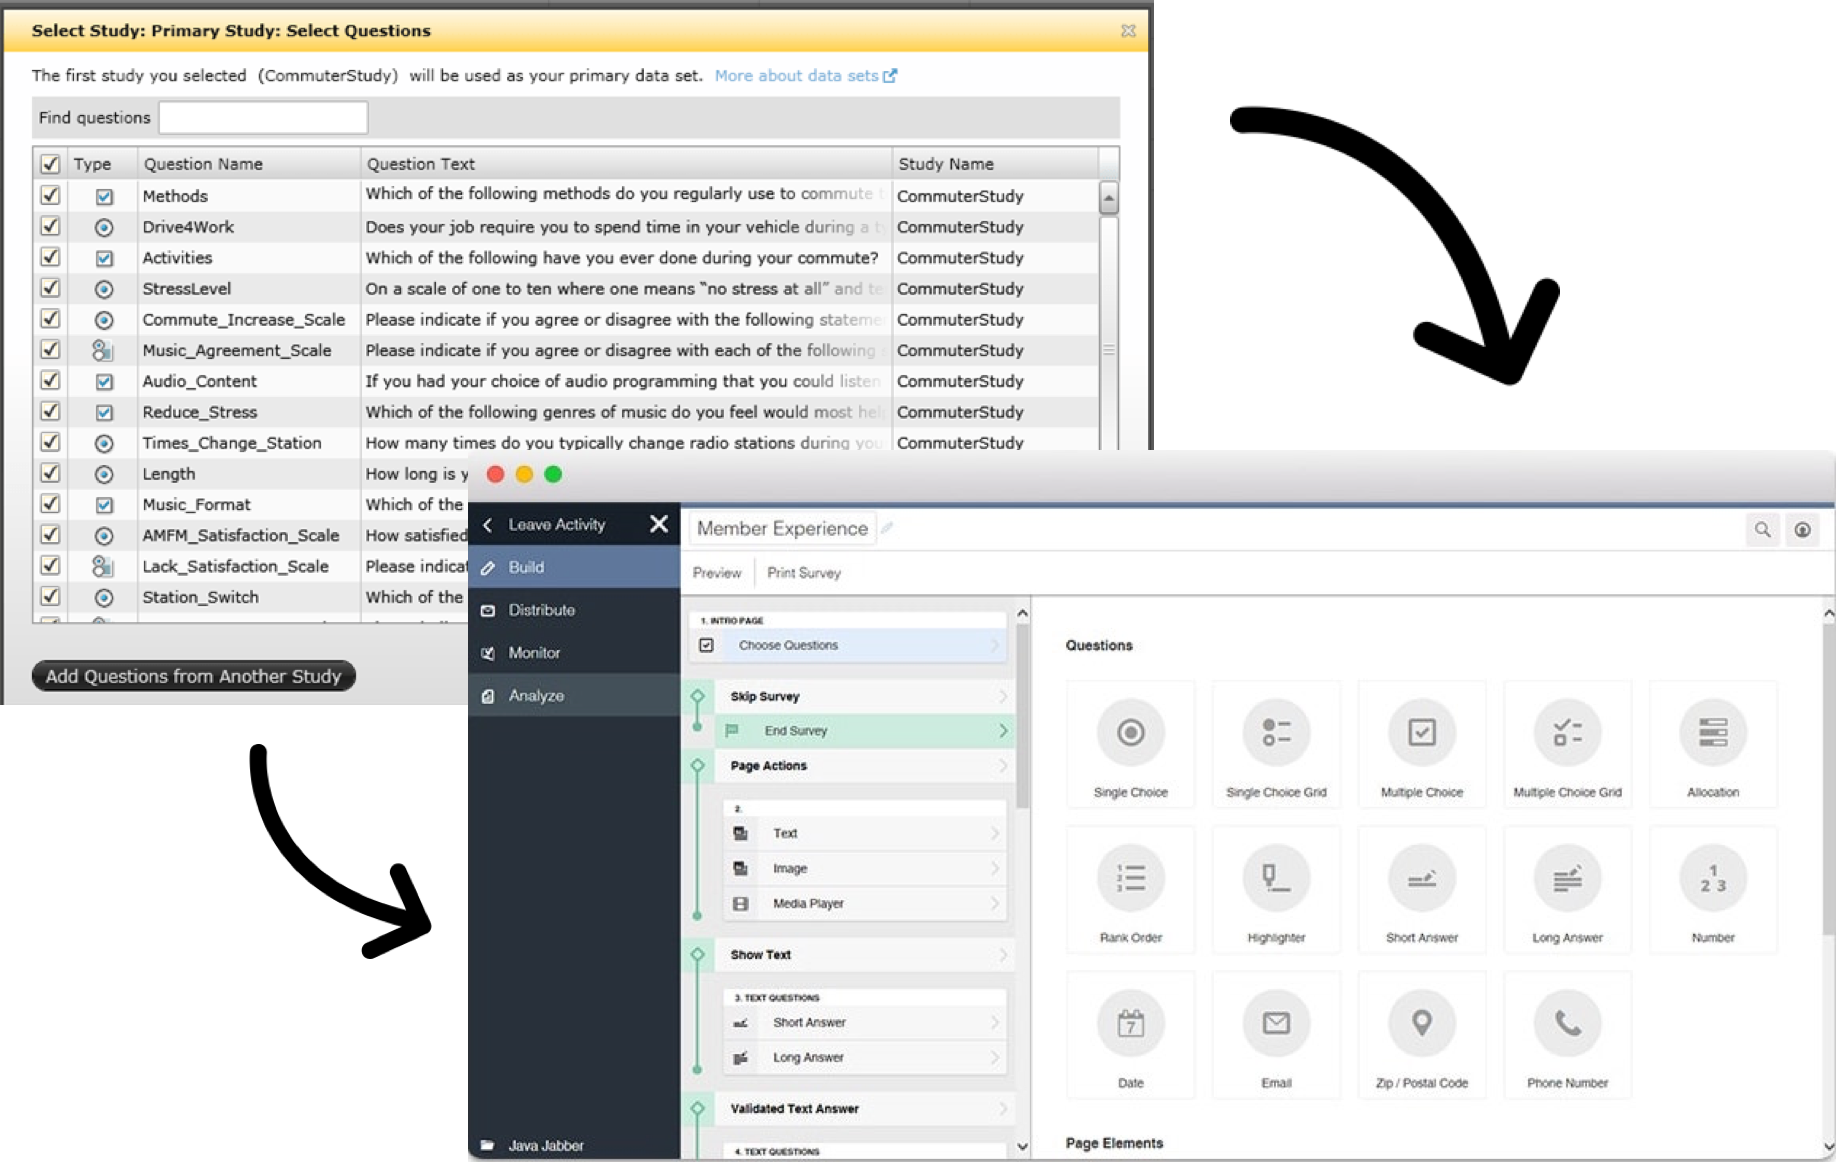 Select Study: Primary Study: Select Questions
The first study you selected (CommuterStudy) will be used as your primary data set. More about data sets
Find questions
Type Question Name Question Text Study Name
Methods Which of the following methods do you regularly use to commute CommuterStudy
Drive4Work Does your job require you to spend time in your vehicle during a CommuterStudy
Activities Which of the following have you ever done during your commute? CommuterStudy
StressLevel On a scale of one to ten where one means “no stress at all” and CommuterStudy
Commute_Increase_Scale Please indicate if you agree or disagree with the following CommuterStudy
Music_Agreement_Scale Please indicate if you agree or disagree with each of the following CommuterStudy
Audio_Content If you had your choice of audio programming that you could listen CommuterStudy
Reduce_Stress Which of the following genres of music do you feel would most CommuterStudy
Times_Change_Station How many times do you typically change radio stations during CommuterStudy
Length How long is
Music_Format Which of the
AMFM_Satisfaction_Scale How satisfied
Lack_Satisfaction_Scale Please
Station_Switch Which of the
Add Questions from Another Study
Leave Activity
Build
Distribute
Monitor
Analyze
Java Jabber
Member Experience
Preview Print Survey
1. INTRO PAGE
Choose Questions
Skip Survey
End Survey
Page Actions
2.
Text
Image
Media Player
Show Text
3. TEXT QUESTIONS
Short Answer
Long Answer
Validated Text Answer
4. TEXT QUESTIONS
Questions
Single Choice Single Choice Grid Multiple Choice Multiple Choice Grid Allocation
1 2 3
1
2 3
Rank Order Highlighter Short Answer Long Answer Number
7
Date Email Zip / Postal Code Phone Number
Page Elements